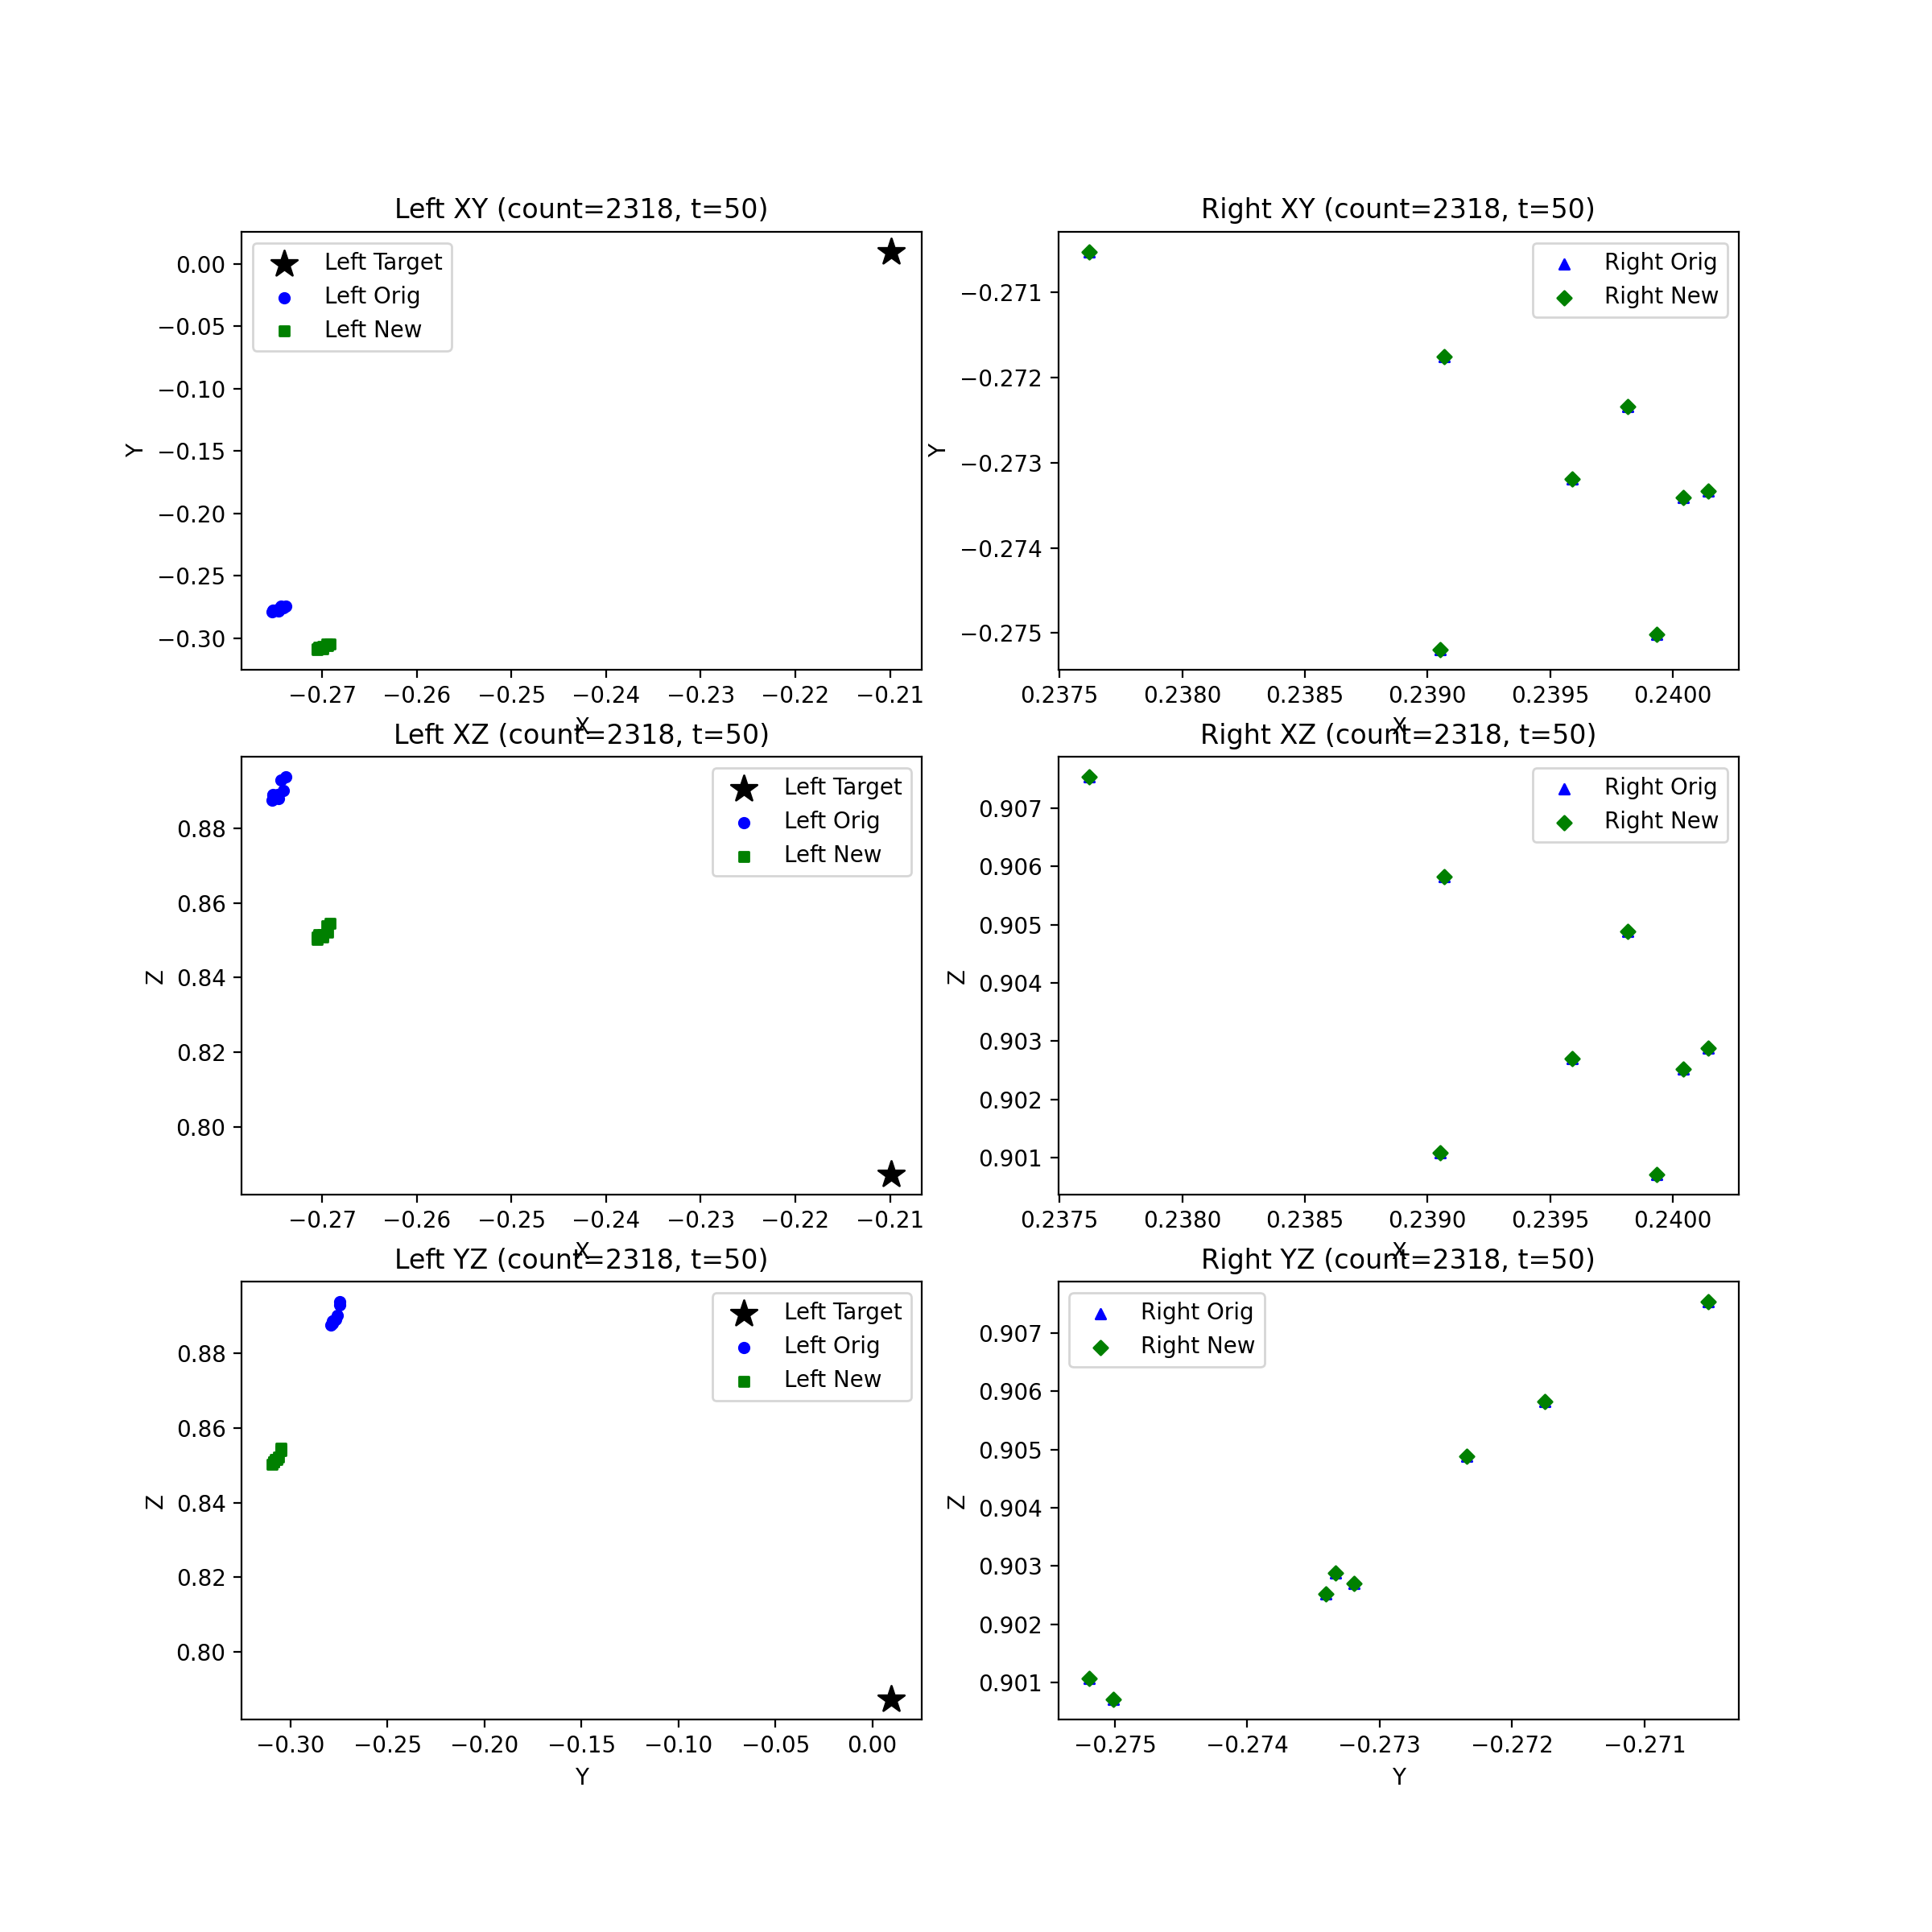 Left XY (count=2318, t=50)
Left Target
Left Orig
Left New
Y
0.00
−0.05
−0.10
−0.15
−0.20
−0.25
−0.30
−0.27 −0.26 −0.25 −0.24 −0.23 −0.22 −0.21
X
Right XY (count=2318, t=50)
Right Orig
Right New
Y
−0.271
−0.272
−0.273
−0.274
−0.275
0.2375 0.2380 0.2385 0.2390 0.2395 0.2400
X
Left XZ (count=2318, t=50)
Left Target
Left Orig
Left New
Z
0.88
0.86
0.84
0.82
0.80
−0.27 −0.26 −0.25 −0.24 −0.23 −0.22 −0.21
X
Right XZ (count=2318, t=50)
Right Orig
Right New
Z
0.907
0.906
0.905
0.904
0.903
0.902
0.901
0.2375 0.2380 0.2385 0.2390 0.2395 0.2400
X
Left YZ (count=2318, t=50)
Left Target
Left Orig
Left New
Z
0.88
0.86
0.84
0.82
0.80
−0.30 −0.25 −0.20 −0.15 −0.10 −0.05 0.00
Y
Right YZ (count=2318, t=50)
Right Orig
Right New
Z
0.907
0.906
0.905
0.904
0.903
0.902
0.901
−0.275 −0.274 −0.273 −0.272 −0.271
Y